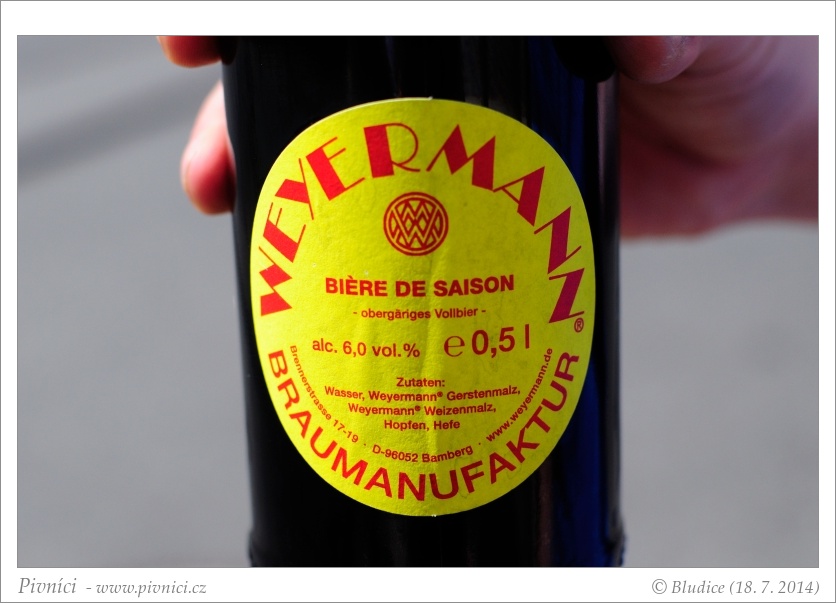 WEYERMANN®
BIÈRE DE SAISON
- obergäriges Vollbier -
alc. 6,0 vol.% ℮ 0,5 l
Zutaten:
Wasser, Weyermann® Gerstenmalz,
Weyermann® Weizenmalz,
Hopfen, Hefe
Brennerstrasse 17-19 · D-96052 Bamberg · www.weyermann.de
BRAUMANUFAKTUR
Pivníci - www.pivnici.cz
© Bludice (18. 7. 2014)